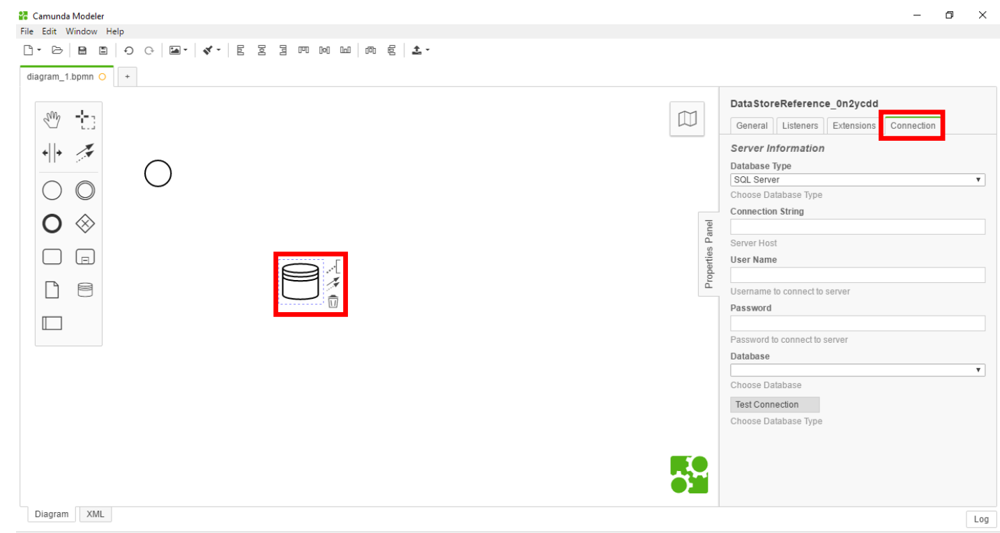 Camunda Modeler
File Edit Window Help
diagram_1.bpmn
+
DataStoreReference_0n2ycdd
General Listeners Extensions Connection
Server Information
Database Type
SQL Server
Choose Database Type
Connection String
Server Host
User Name
Username to connect to server
Password
Password to connect to server
Database
Choose Database
Test Connection
Choose Database Type
Properties Panel
Diagram XML
Log